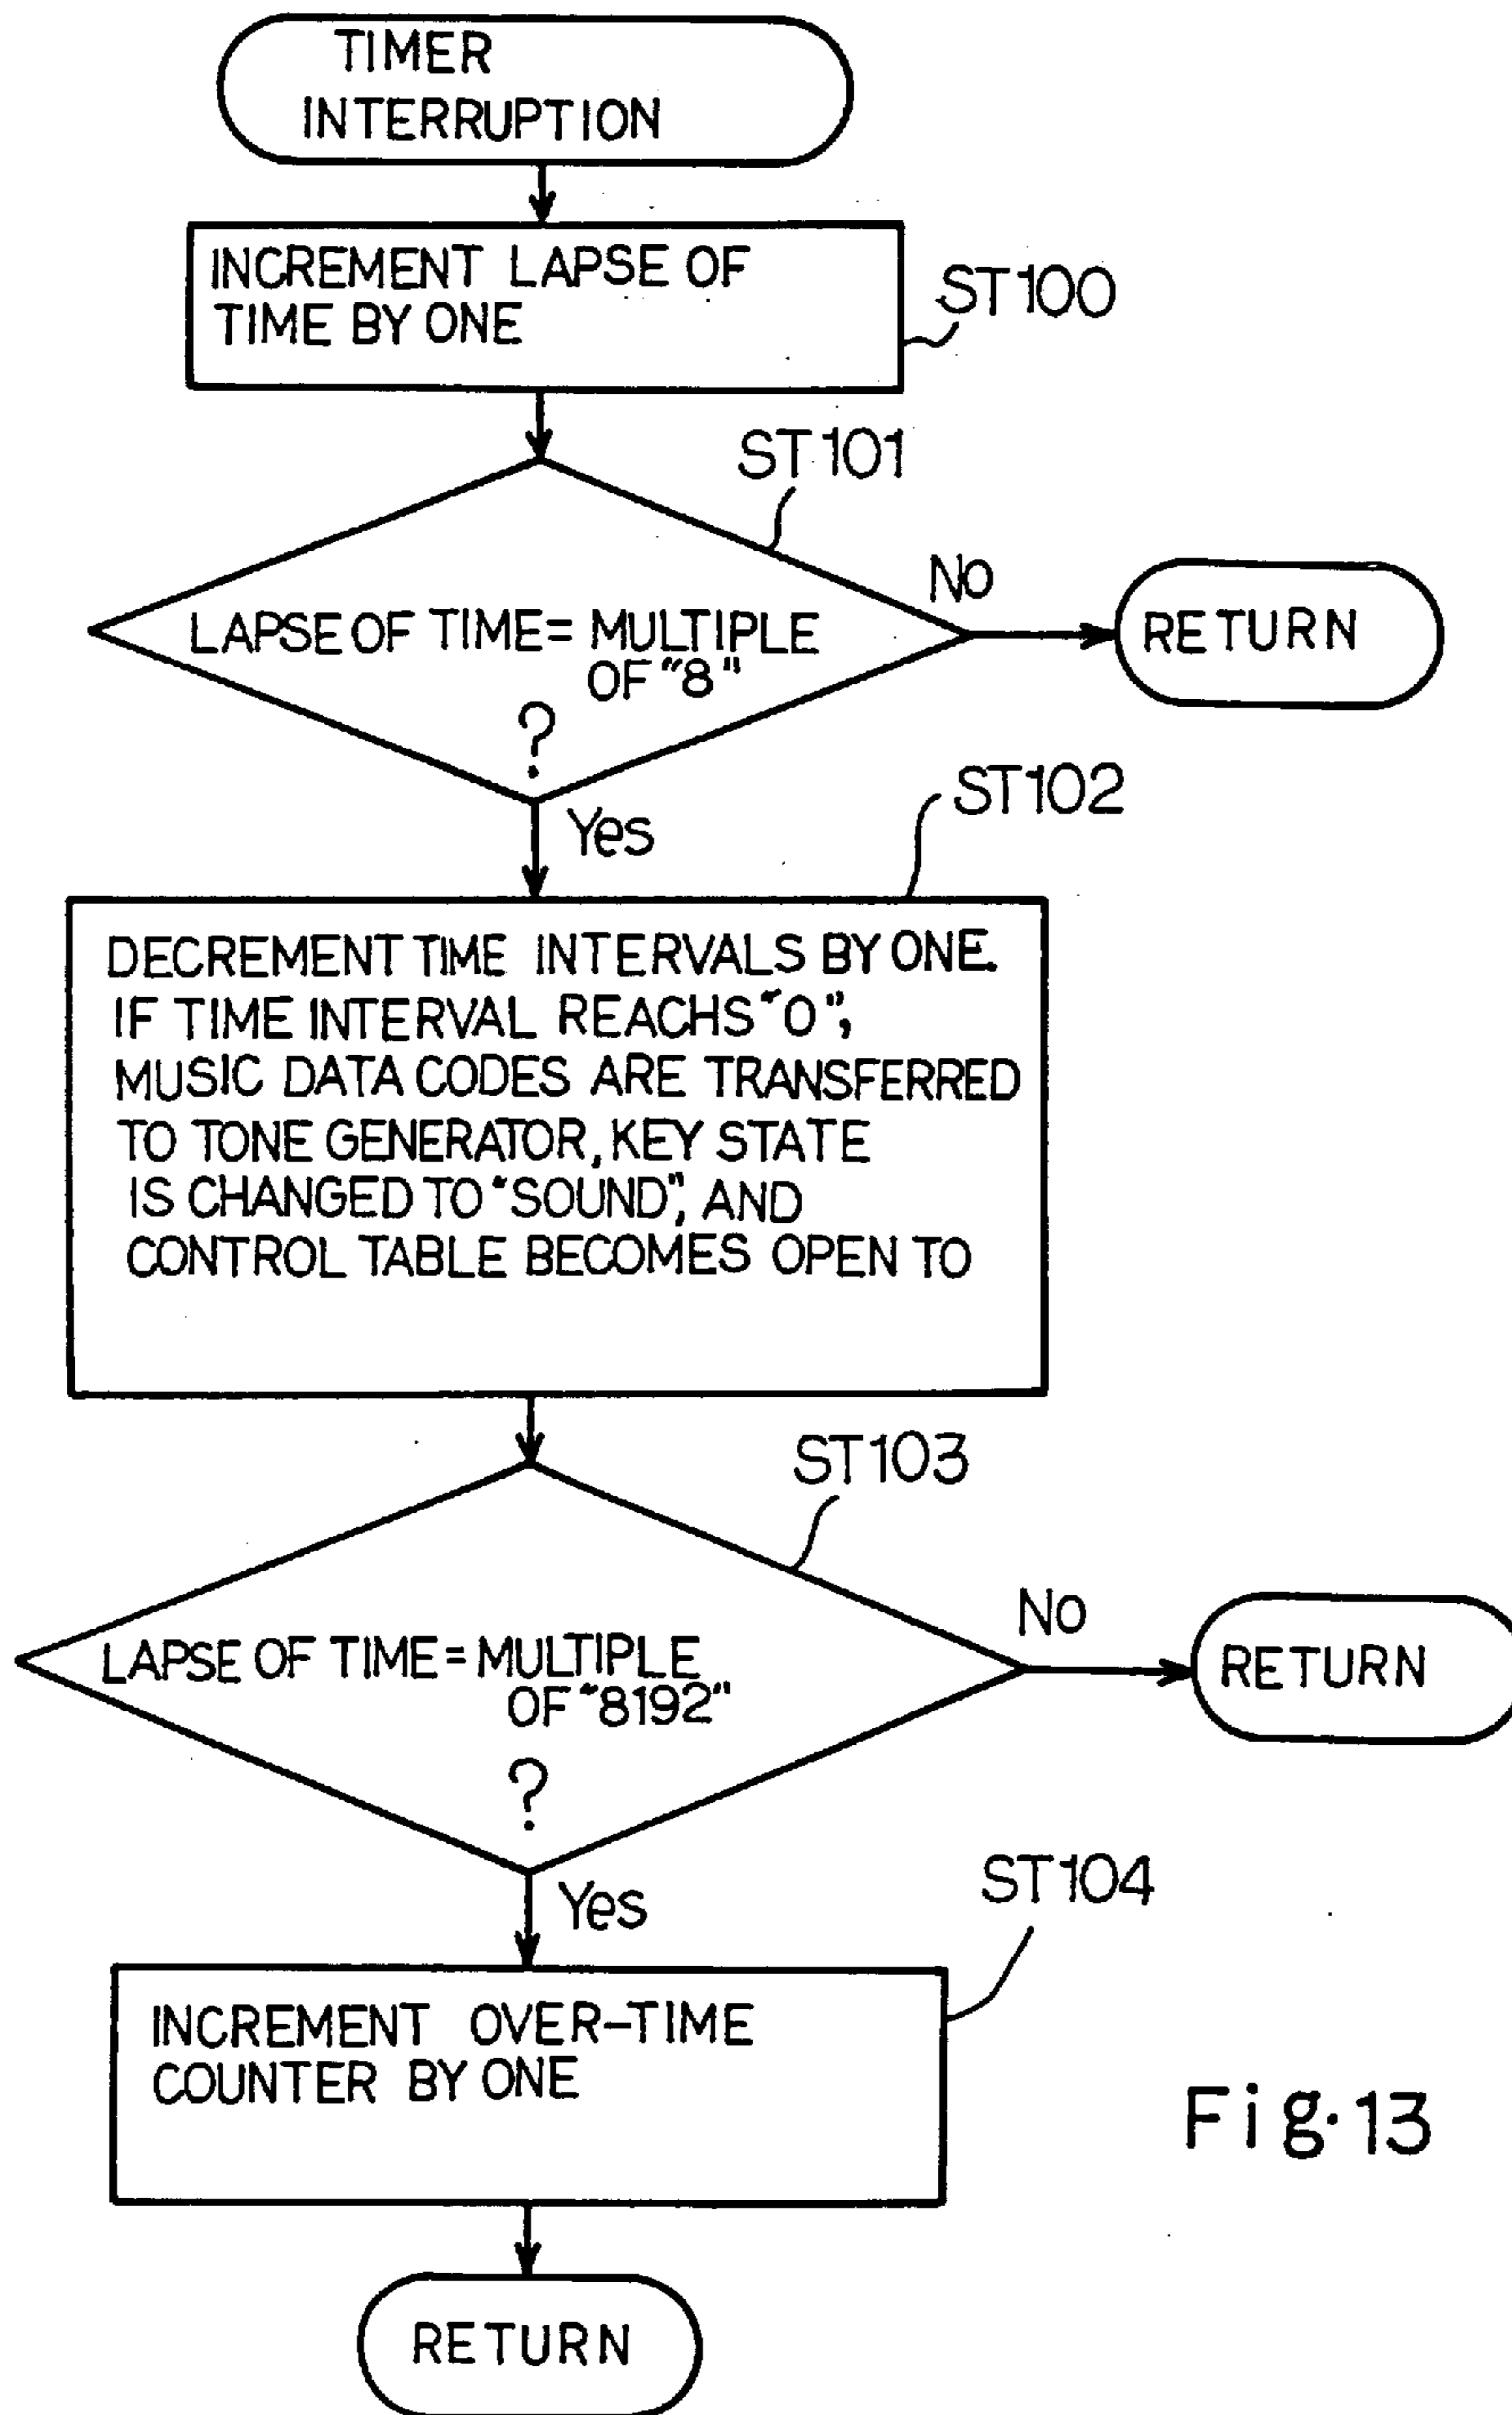 TIMER
INTERRUPTION
INCREMENT LAPSE OF
TIME BY ONE
ST100
ST101
LAPSE OF TIME = MULTIPLE
OF "8"
?
No
RETURN
Yes
ST102
DECREMENT TIME INTERVALS BY ONE.
IF TIME INTERVAL REACHS "0",
MUSIC DATA CODES ARE TRANSFERRED
TO TONE GENERATOR, KEY STATE
IS CHANGED TO "SOUND", AND
CONTROL TABLE BECOMES OPEN TO
ST103
LAPSE OF TIME = MULTIPLE
OF "8192"
?
No
RETURN
Yes
ST104
INCREMENT OVER-TIME
COUNTER BY ONE
RETURN
Fig. 13